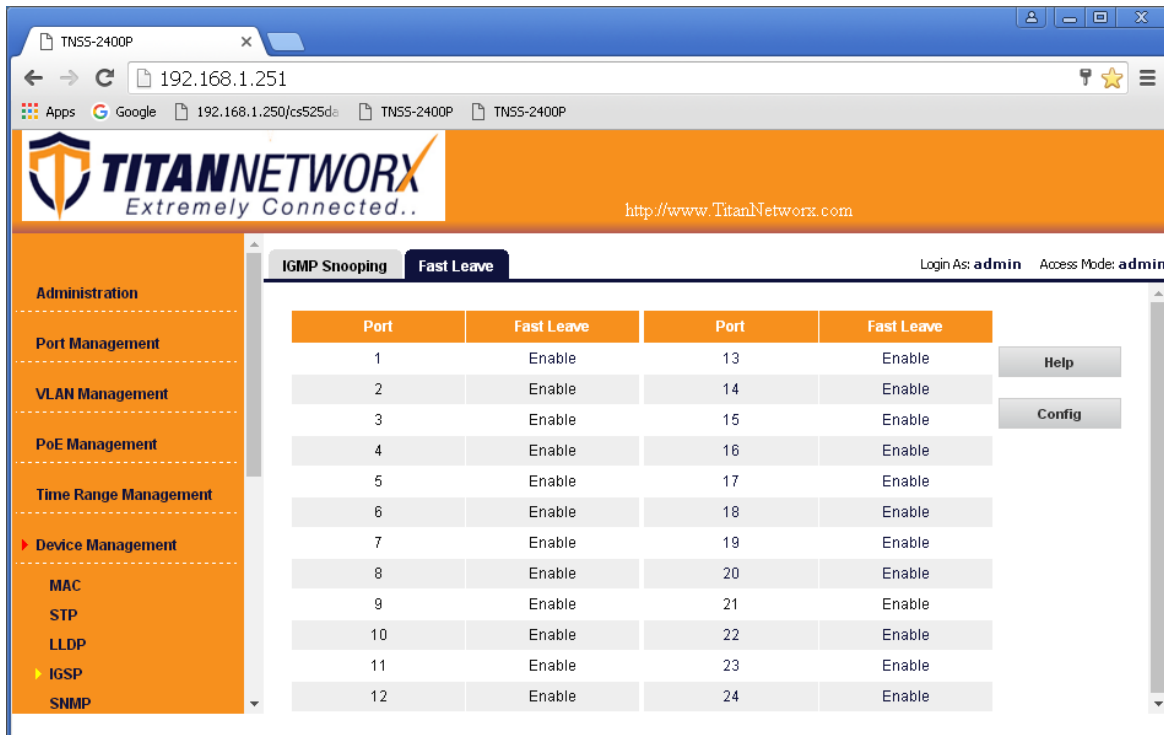 TNSS-2400P
192.168.1.251
Apps Google 192.168.1.250/cs525da TNSS-2400P TNSS-2400P
TITANNETWORX
Extremely Connected..
http://www.TitanNetworx.com
IGMP Snooping Fast Leave Login As: admin Access Mode: admin
Administration
Port Management
VLAN Management
PoE Management
Time Range Management
Device Management
MAC
STP
LLDP
IGSP
SNMP
Port Fast Leave Port Fast Leave
1 Enable 13 Enable
2 Enable 14 Enable
3 Enable 15 Enable
4 Enable 16 Enable
5 Enable 17 Enable
6 Enable 18 Enable
7 Enable 19 Enable
8 Enable 20 Enable
9 Enable 21 Enable
10 Enable 22 Enable
11 Enable 23 Enable
12 Enable 24 Enable
Help
Config